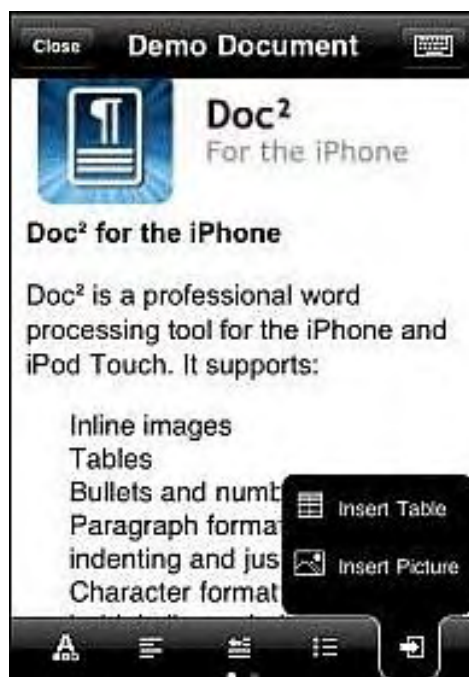 Close Demo Document
Doc²
For the iPhone
Doc² for the iPhone
Doc² is a professional word
processing tool for the iPhone and
iPod Touch. It supports:
Inline images
Tables
Bullets and numb
Paragraph forma
indenting and jus
Character format
Insert Table
Insert Picture